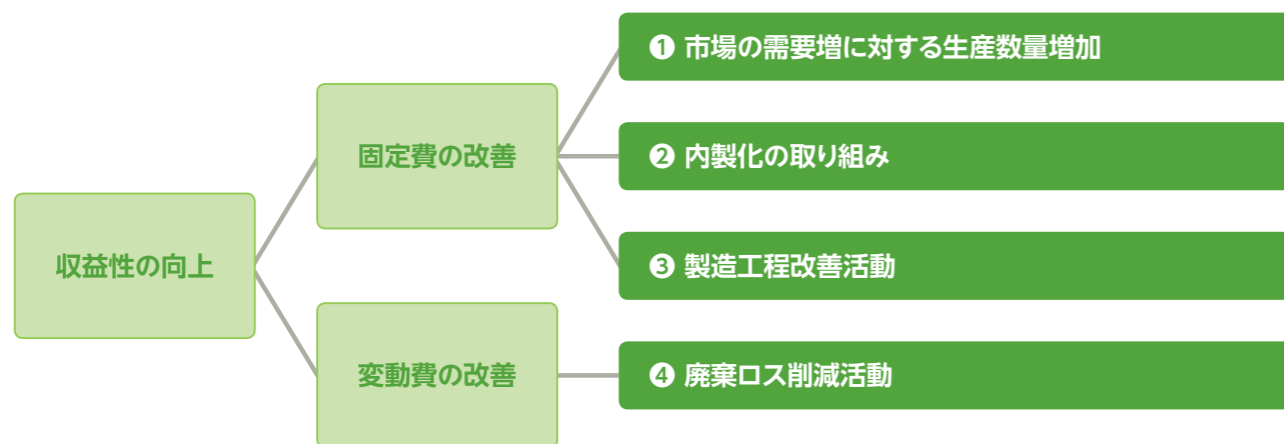 収益性の向上
固定費の改善
❶ 市場の需要増に対する生産数量増加
❷ 内製化の取り組み
❸ 製造工程改善活動
変動費の改善
❹ 廃棄ロス削減活動